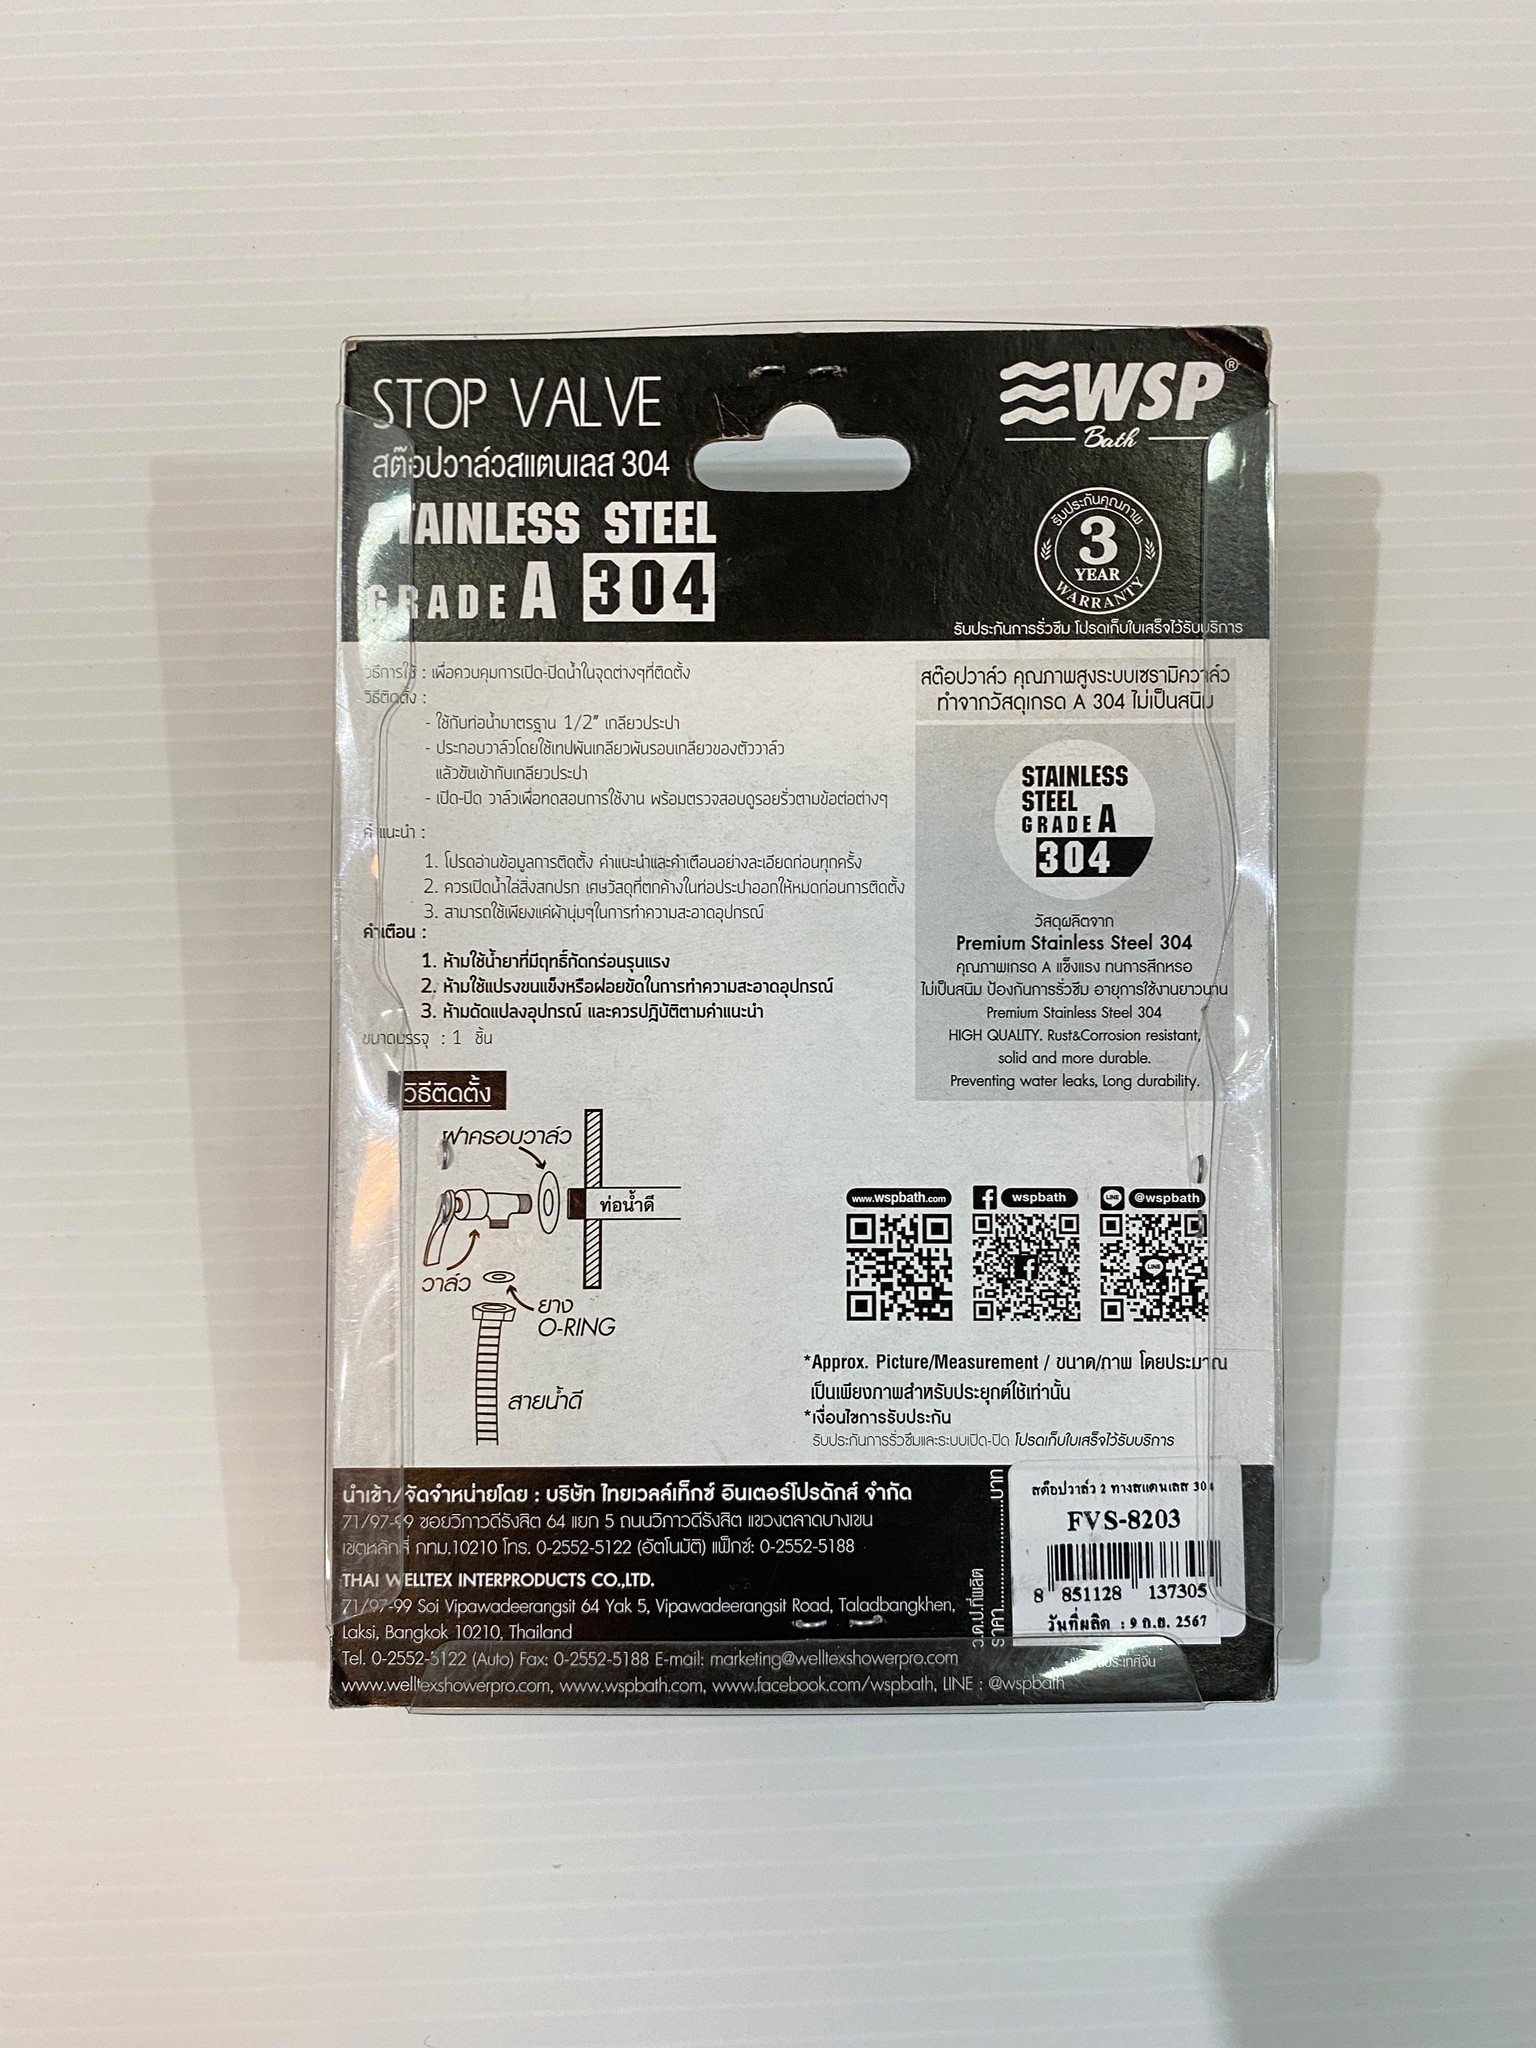 STOP VALVE
สต๊อปวาล์วสแตนเลส 304
STAINLESS STEEL
GRADE A 304
WSP®
Bath
รับประกันคุณภาพ
3
YEAR
WARRANTY
รับประกันการรั่วซึม โปรดเก็บใบเสร็จไว้รับบริการ
วิธีการใช้ : เพื่อควบคุมการเปิด-ปิดน้ำในจุดต่างๆที่ติดตั้ง
วิธีติดตั้ง :
- ใช้กับท่อน้ำมาตรฐาน 1/2" เกลียวประปา
- ประกอบวาล์วโดยใช้เทปพันเกลียวพันรอบเกลียวของตัววาล์ว
แล้วขันเข้ากับเกลียวประปา
- เปิด-ปิด วาล์วเพื่อทดสอบการใช้งาน พร้อมตรวจสอบดูรอยรั่วตามข้อต่อต่างๆ
คำแนะนำ :
1. โปรดอ่านข้อมูลการติดตั้ง คำแนะนำและคำเตือนอย่างละเอียดก่อนทุกครั้ง
2. ควรเปิดน้ำไล่สิ่งสกปรก เศษวัสดุที่ตกค้างในท่อประปาออกให้หมดก่อนการติดตั้ง
3. สามารถใช้เพียงแค่ผ้านุ่มๆในการทำความสะอาดอุปกรณ์
คำเตือน :
1. ห้ามใช้น้ำยาที่มีฤทธิ์กัดกร่อนรุนแรง
2. ห้ามใช้แปรงขนแข็งหรือฝอยขัดในการทำความสะอาดอุปกรณ์
3. ห้ามดัดแปลงอุปกรณ์ และควรปฏิบัติตามคำแนะนำ
ขนาดบรรจุ : 1 ชิ้น
สต๊อปวาล์ว คุณภาพสูงระบบเซรามิควาล์ว
ทำจากวัสดุเกรด A 304 ไม่เป็นสนิม
STAINLESS
STEEL
GRADE A
304
วัสดุผลิตจาก
Premium Stainless Steel 304
คุณภาพเกรด A แข็งแรง ทนการสึกหรอ
ไม่เป็นสนิม ป้องกันการรั่วซึม อายุการใช้งานยาวนาน
Premium Stainless Steel 304
HIGH QUALITY. Rust&Corrosion resistant,
solid and more durable.
Preventing water leaks, Long durability.
วิธีติดตั้ง
ฝาครอบวาล์ว
ท่อน้ำดี
วาล์ว
ยาง
O-RING
สายน้ำดี
www.wspbath.com
wspbath
LINE @wspbath
LINE
*Approx. Picture/Measurement / ขนาด/ภาพ โดยประมาณ
เป็นเพียงภาพสำหรับประยุกต์ใช้เท่านั้น
*เงื่อนไขการรับประกัน
รับประกันการรั่วซึมและระบบเปิด-ปิด โปรดเก็บใบเสร็จไว้รับบริการ
นำเข้า/จัดจำหน่ายโดย : บริษัท ไทยเวลล์เท็กซ์ อินเตอร์โปรดักส์ จำกัด
71/97-99 ซอยวิภาวดีรังสิต 64 แยก 5 ถนนวิภาวดีรังสิต แขวงตลาดบางเขน
เขตหลักสี่ กทม.10210 โทร. 0-2552-5122 (อัตโนมัติ) แฟ็กซ์: 0-2552-5188
THAI WELLTEX INTERPRODUCTS CO.,LTD.
71/97-99 Soi Vipawadeerangsit 64 Yak 5, Vipawadeerangsit Road, Taladbangkhen,
Laksi, Bangkok 10210, Thailand
Tel. 0-2552-5122 (Auto) Fax: 0-2552-5188 E-mail: marketing@welltexshowerpro.com
www.welltexshowerpro.com, www.wspbath.com, www.facebook.com/wspbath, LINE : @wspbath
ว.ด.ป.ที่ผลิต
ราคา....................บาท
สต๊อปวาล์ว 2 ทางสแตนเลส 304
FVS-8203
8 851128 137305
วันที่ผลิต : 9 ก.ย. 2567
ประเทศจีน